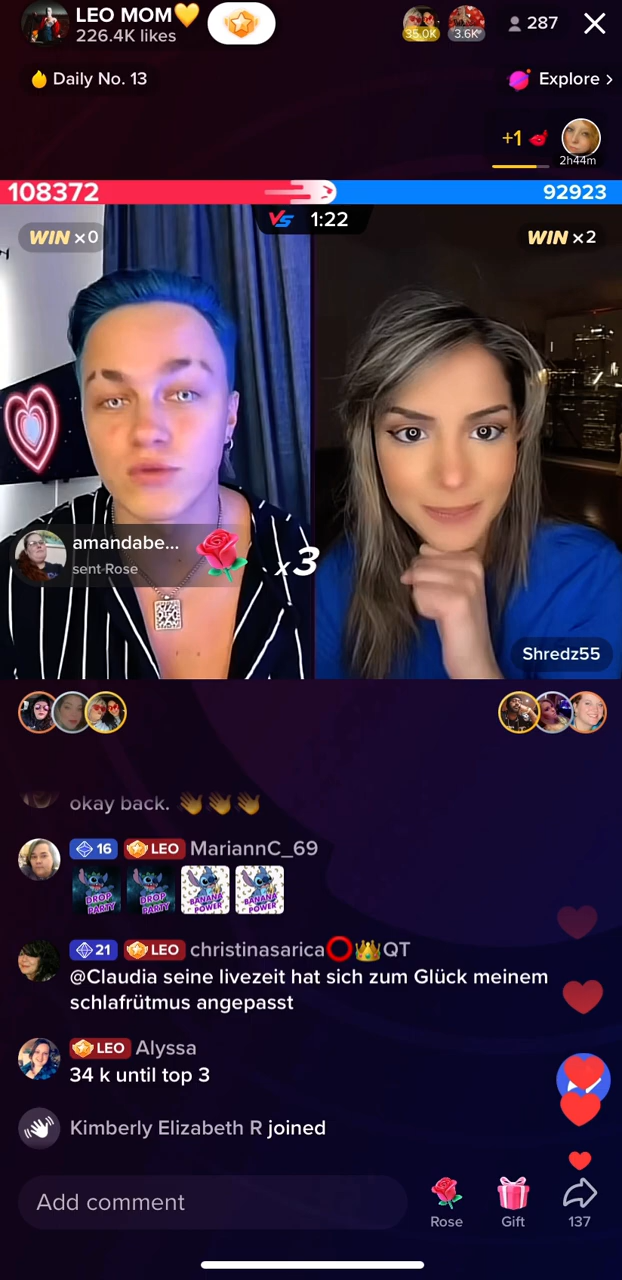 LEO MOM💛
226.4K likes
35.0K
3.6K
287
Daily No. 13
Explore >
+1
2h44m
108372
92923
VS 1:22
WIN x0
WIN x2
amandabe...
sent Rose
x3
Shredz55
okay back. 👋👋👋
16 LEO MariannC_69
DROP PARTY
DROP PARTY
BANANA POWER
BANANA POWER
21 LEO christinasarica⭕👑QT
@Claudia seine livezeit hat sich zum Glück meinem
schlafrütmus angepasst
LEO Alyssa
34 k until top 3
Kimberly Elizabeth R joined
Add comment
Rose
Gift
137